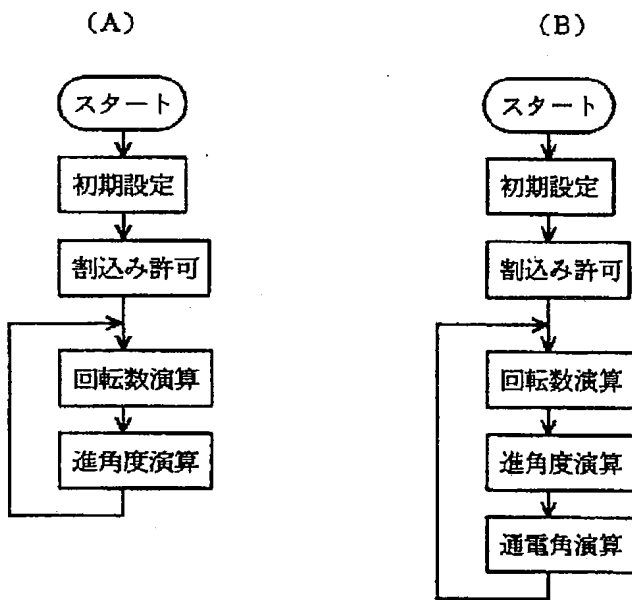 (A)
スタート
初期設定
割込み許可
回転数演算
進角度演算
(B)
スタート
初期設定
割込み許可
回転数演算
進角度演算
通電角演算